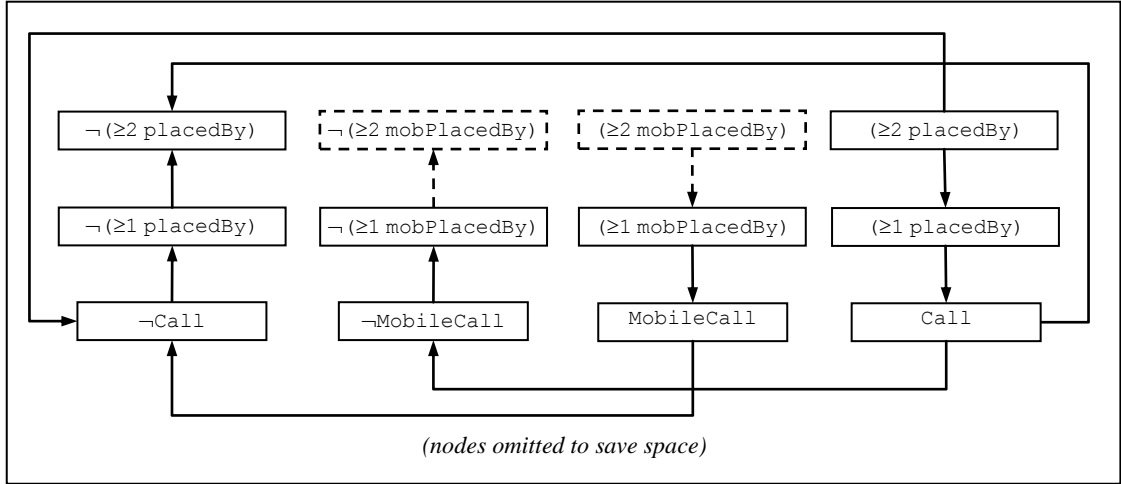 ¬(≥2 placedBy)
¬(≥2 mobPlacedBy)
(≥2 mobPlacedBy)
(≥2 placedBy)
¬(≥1 placedBy)
¬(≥1 mobPlacedBy)
(≥1 mobPlacedBy)
(≥1 placedBy)
¬Call
¬MobileCall
MobileCall
Call
(nodes omitted to save space)